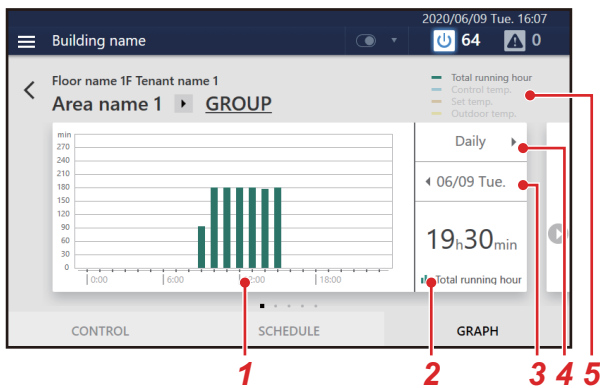 2020/06/09 Tue. 16:07
Building name
64
0
Floor name 1F Tenant name 1
Area name 1 GROUP
Total running hour
Control temp.
Set temp.
Outdoor temp.
min
270
240
210
180
150
120
90
60
30
0
0:00 6:00 12:00 18:00
Daily
06/09 Tue.
19h30min
Total running hour
CONTROL SCHEDULE GRAPH
1 2 3 4 5